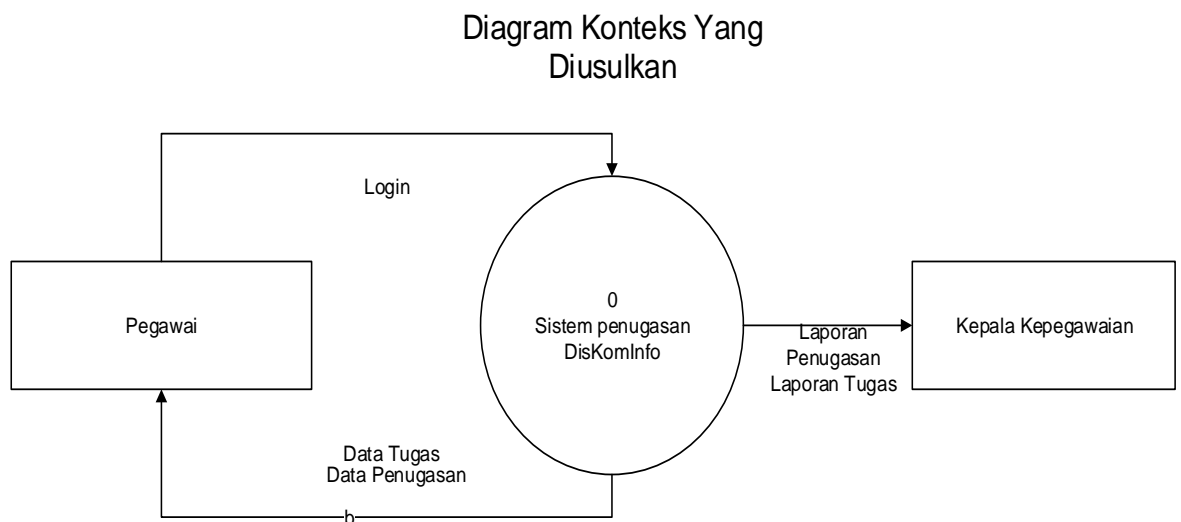 Diagram Konteks Yang
Diusulkan
Login
Pegawai
0
Sistem penugasan
DisKomInfo
Laporan
Penugasan
Laporan Tugas
Kepala Kepegawaian
Data Tugas
Data Penugasan
b